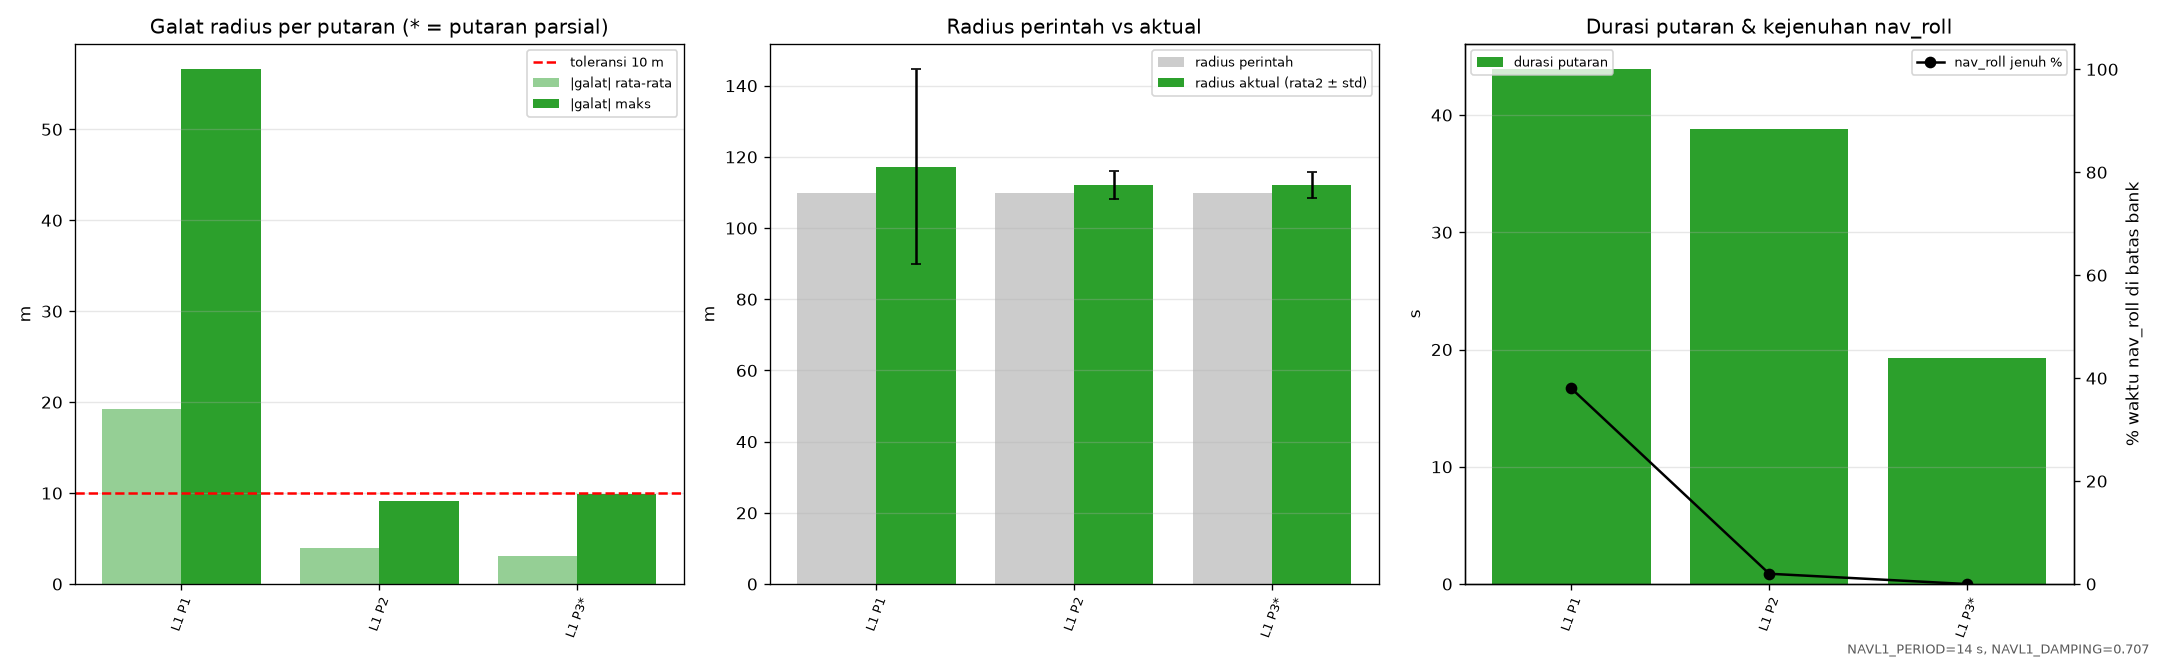 Galat radius per putaran (* = putaran parsial)
toleransi 10 m
|galat| rata-rata
|galat| maks
50
40
30
20
10
0
m
L1 P1
L1 P2
L1 P3*
Radius perintah vs aktual
radius perintah
radius aktual (rata2 ± std)
140
120
100
80
60
40
20
0
m
L1 P1
L1 P2
L1 P3*
Durasi putaran & kejenuhan nav_roll
durasi putaran
nav_roll jenuh %
40
30
20
10
0
s
100
80
60
40
20
0
% waktu nav_roll di batas bank
L1 P1
L1 P2
L1 P3*
NAVL1_PERIOD=14 s, NAVL1_DAMPING=0.707